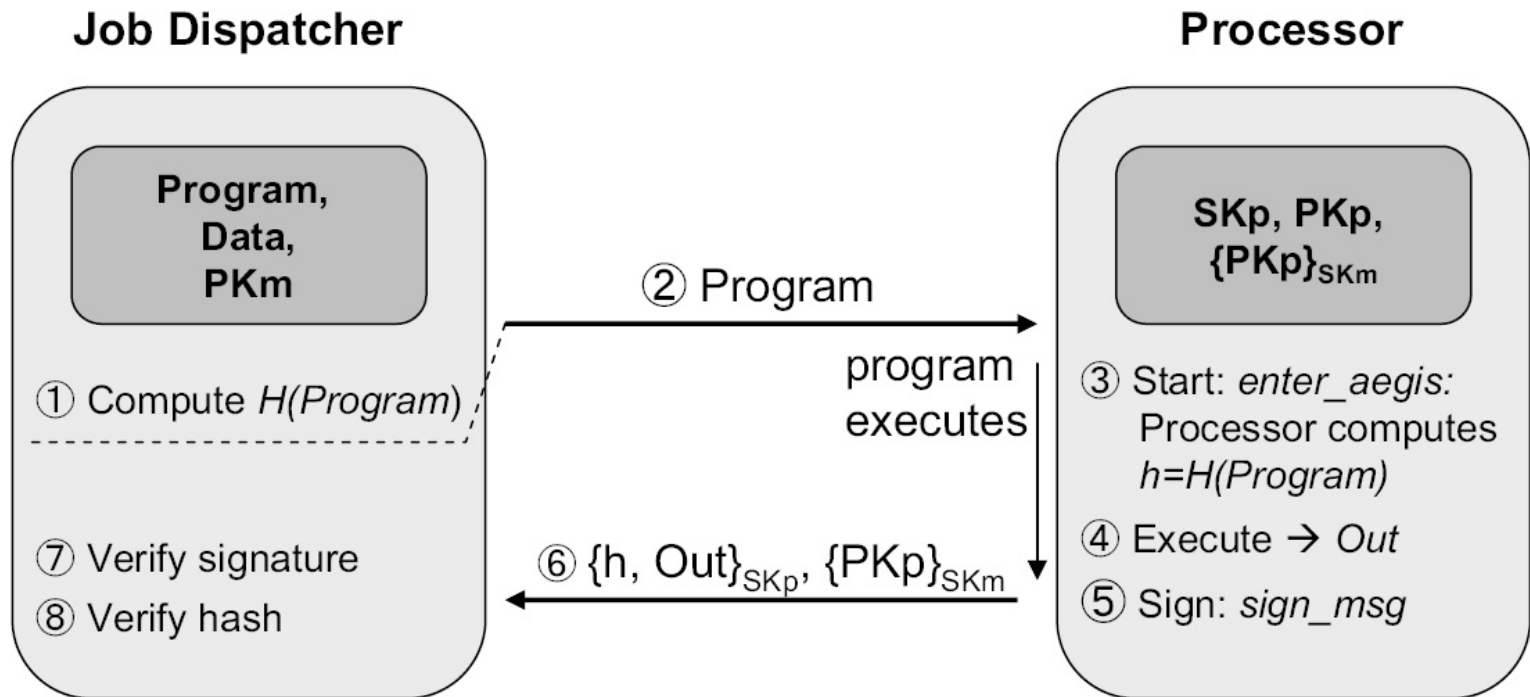 Job Dispatcher
Program,
Data,
PKm
① Compute H(Program)
⑦ Verify signature
⑧ Verify hash
② Program
program
executes
⑥ {h, Out}SKp, {PKp}SKm
Processor
SKp, PKp,
{PKp}SKm
③ Start: enter_aegis:
Processor computes
h=H(Program)
④ Execute → Out
⑤ Sign: sign_msg